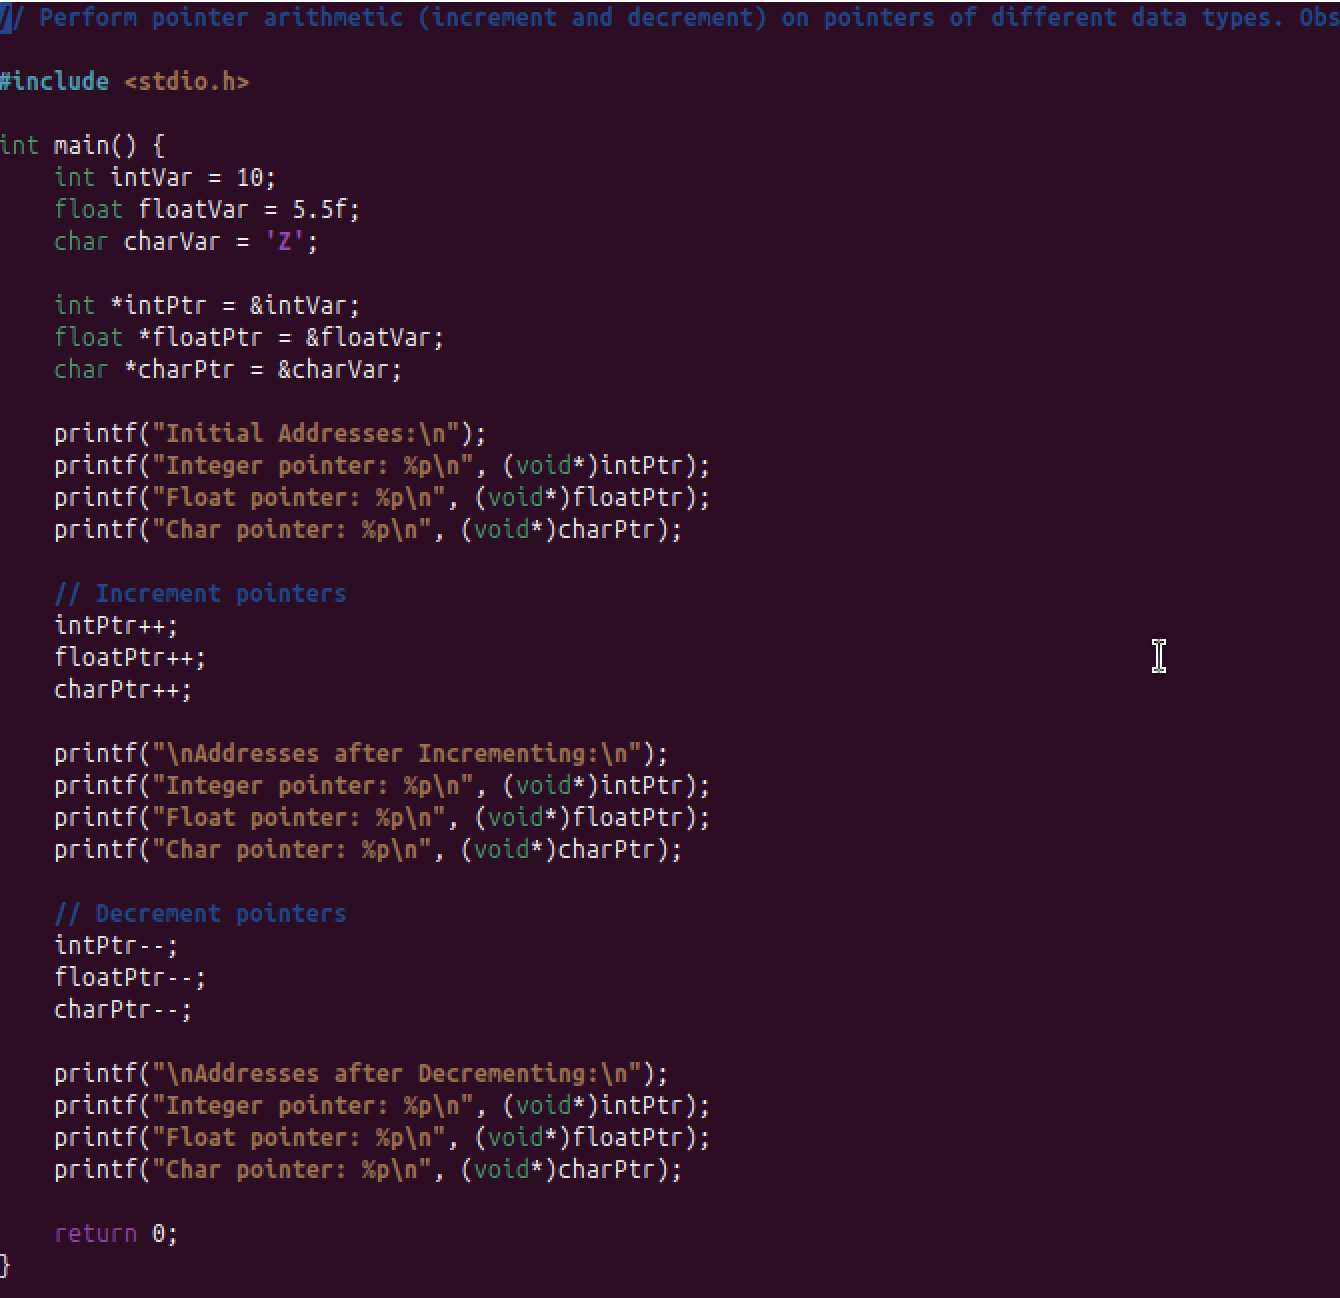 // Perform pointer arithmetic (increment and decrement) on pointers of different data types. Obs
#include <stdio.h>
int main() {
    int intVar = 10;
    float floatVar = 5.5f;
    char charVar = 'Z';
    int *intPtr = &intVar;
    float *floatPtr = &floatVar;
    char *charPtr = &charVar;
    printf("Initial Addresses:\n");
    printf("Integer pointer: %p\n", (void*)intPtr);
    printf("Float pointer: %p\n", (void*)floatPtr);
    printf("Char pointer: %p\n", (void*)charPtr);
    // Increment pointers
    intPtr++;
    floatPtr++;
    charPtr++;
    printf("\nAddresses after Incrementing:\n");
    printf("Integer pointer: %p\n", (void*)intPtr);
    printf("Float pointer: %p\n", (void*)floatPtr);
    printf("Char pointer: %p\n", (void*)charPtr);
    // Decrement pointers
    intPtr--;
    floatPtr--;
    charPtr--;
    printf("\nAddresses after Decrementing:\n");
    printf("Integer pointer: %p\n", (void*)intPtr);
    printf("Float pointer: %p\n", (void*)floatPtr);
    printf("Char pointer: %p\n", (void*)charPtr);
    return 0;
}